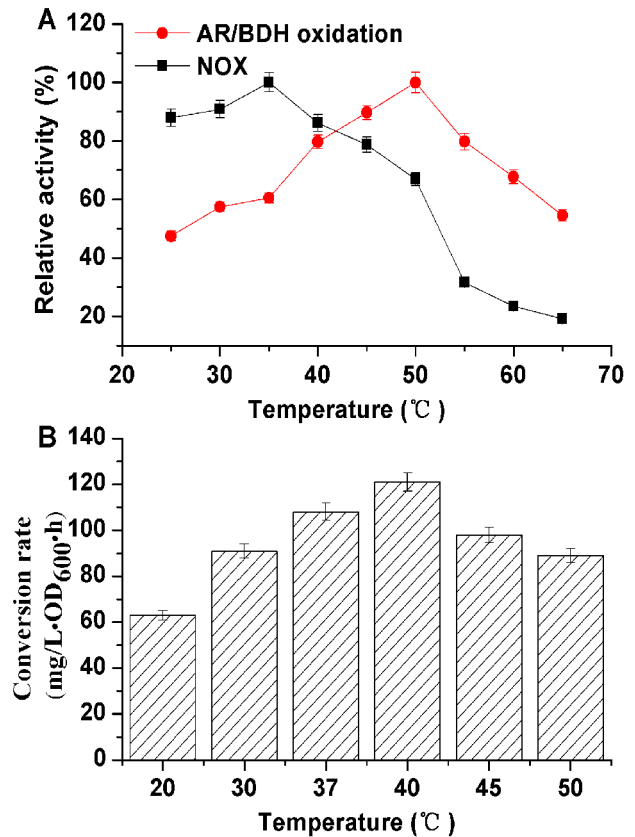 A
AR/BDH oxidation
NOX
Relative activity (%)
120
100
80
60
40
20
20 30 40 50 60 70
Temperature (℃)
B
Conversion rate
(mg/L·OD600·h)
140
120
100
80
60
40
20
0
20 30 37 40 45 50
Temperature (℃)